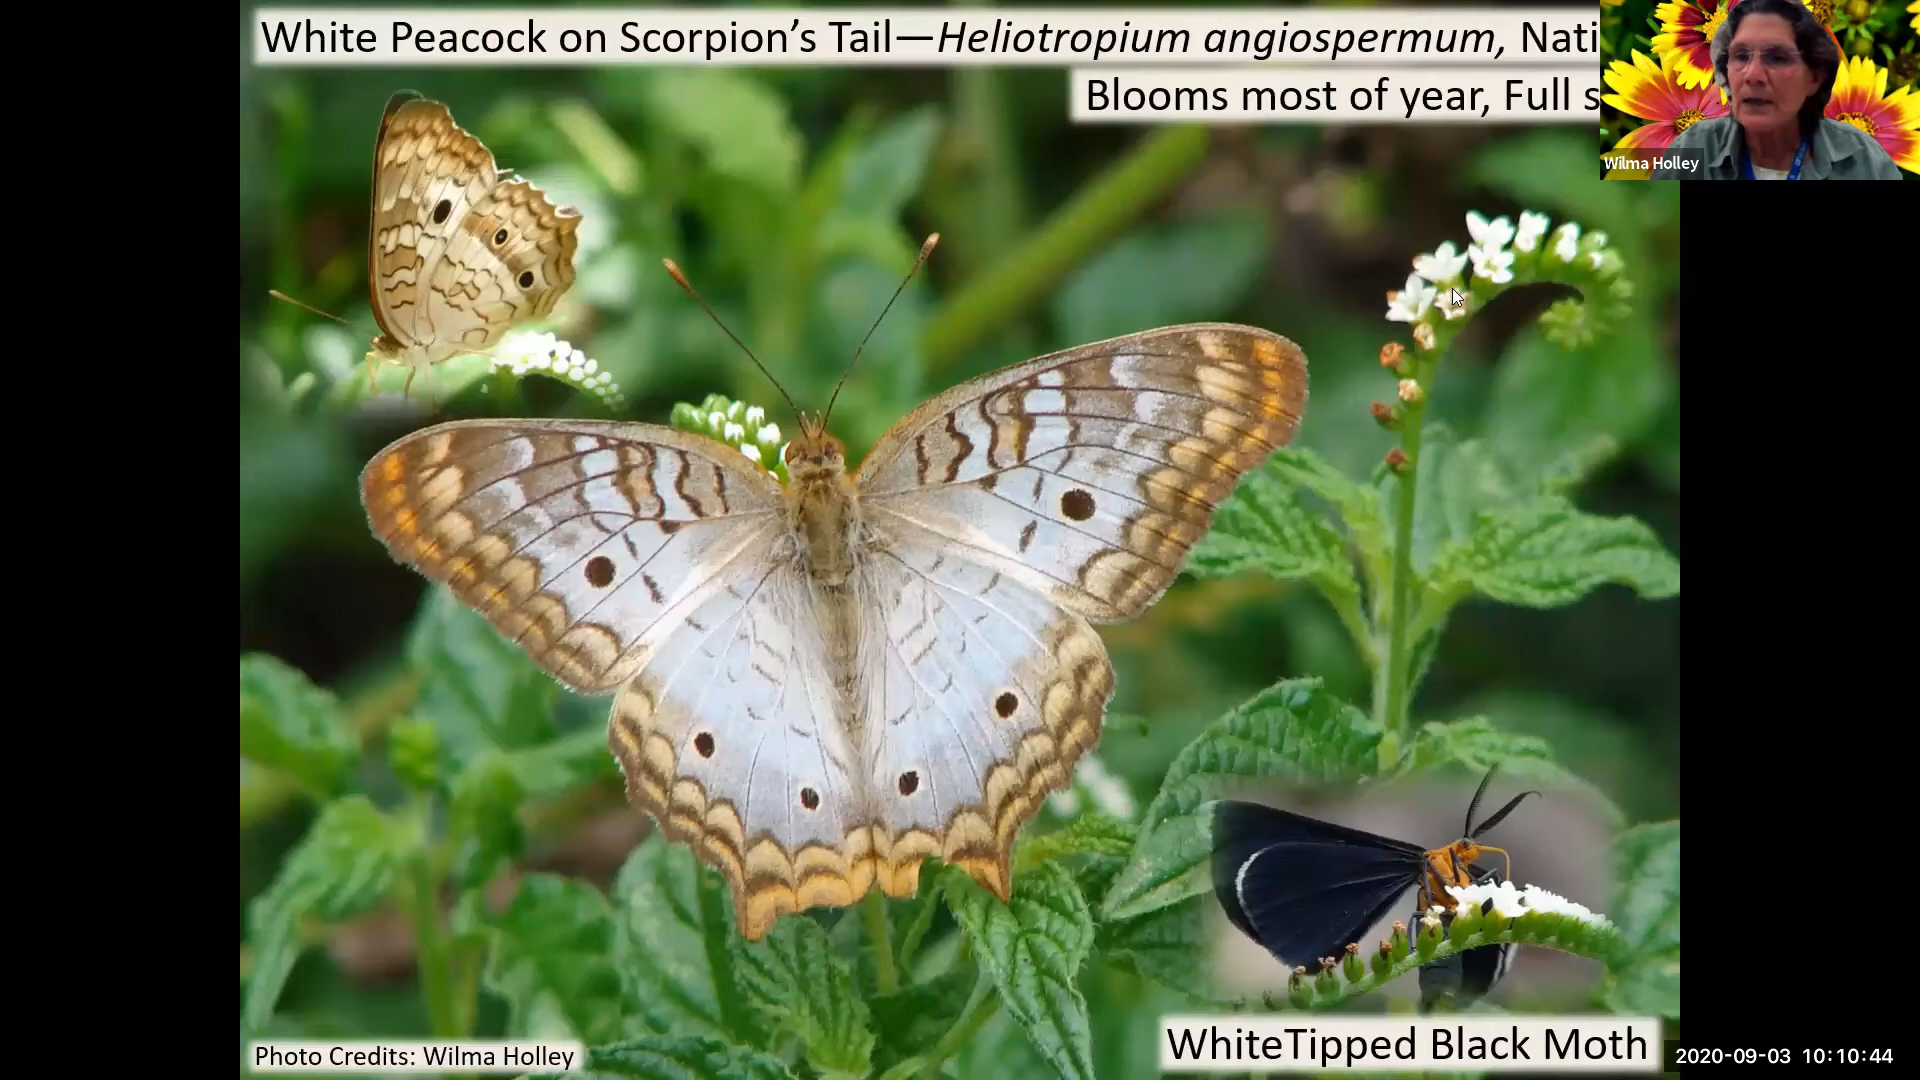 White Peacock on Scorpion’s Tail—Heliotropium angiospermum, Nati
Blooms most of year, Full s
Wilma Holley
WhiteTipped Black Moth
Photo Credits: Wilma Holley
2020-09-03 10:10:44